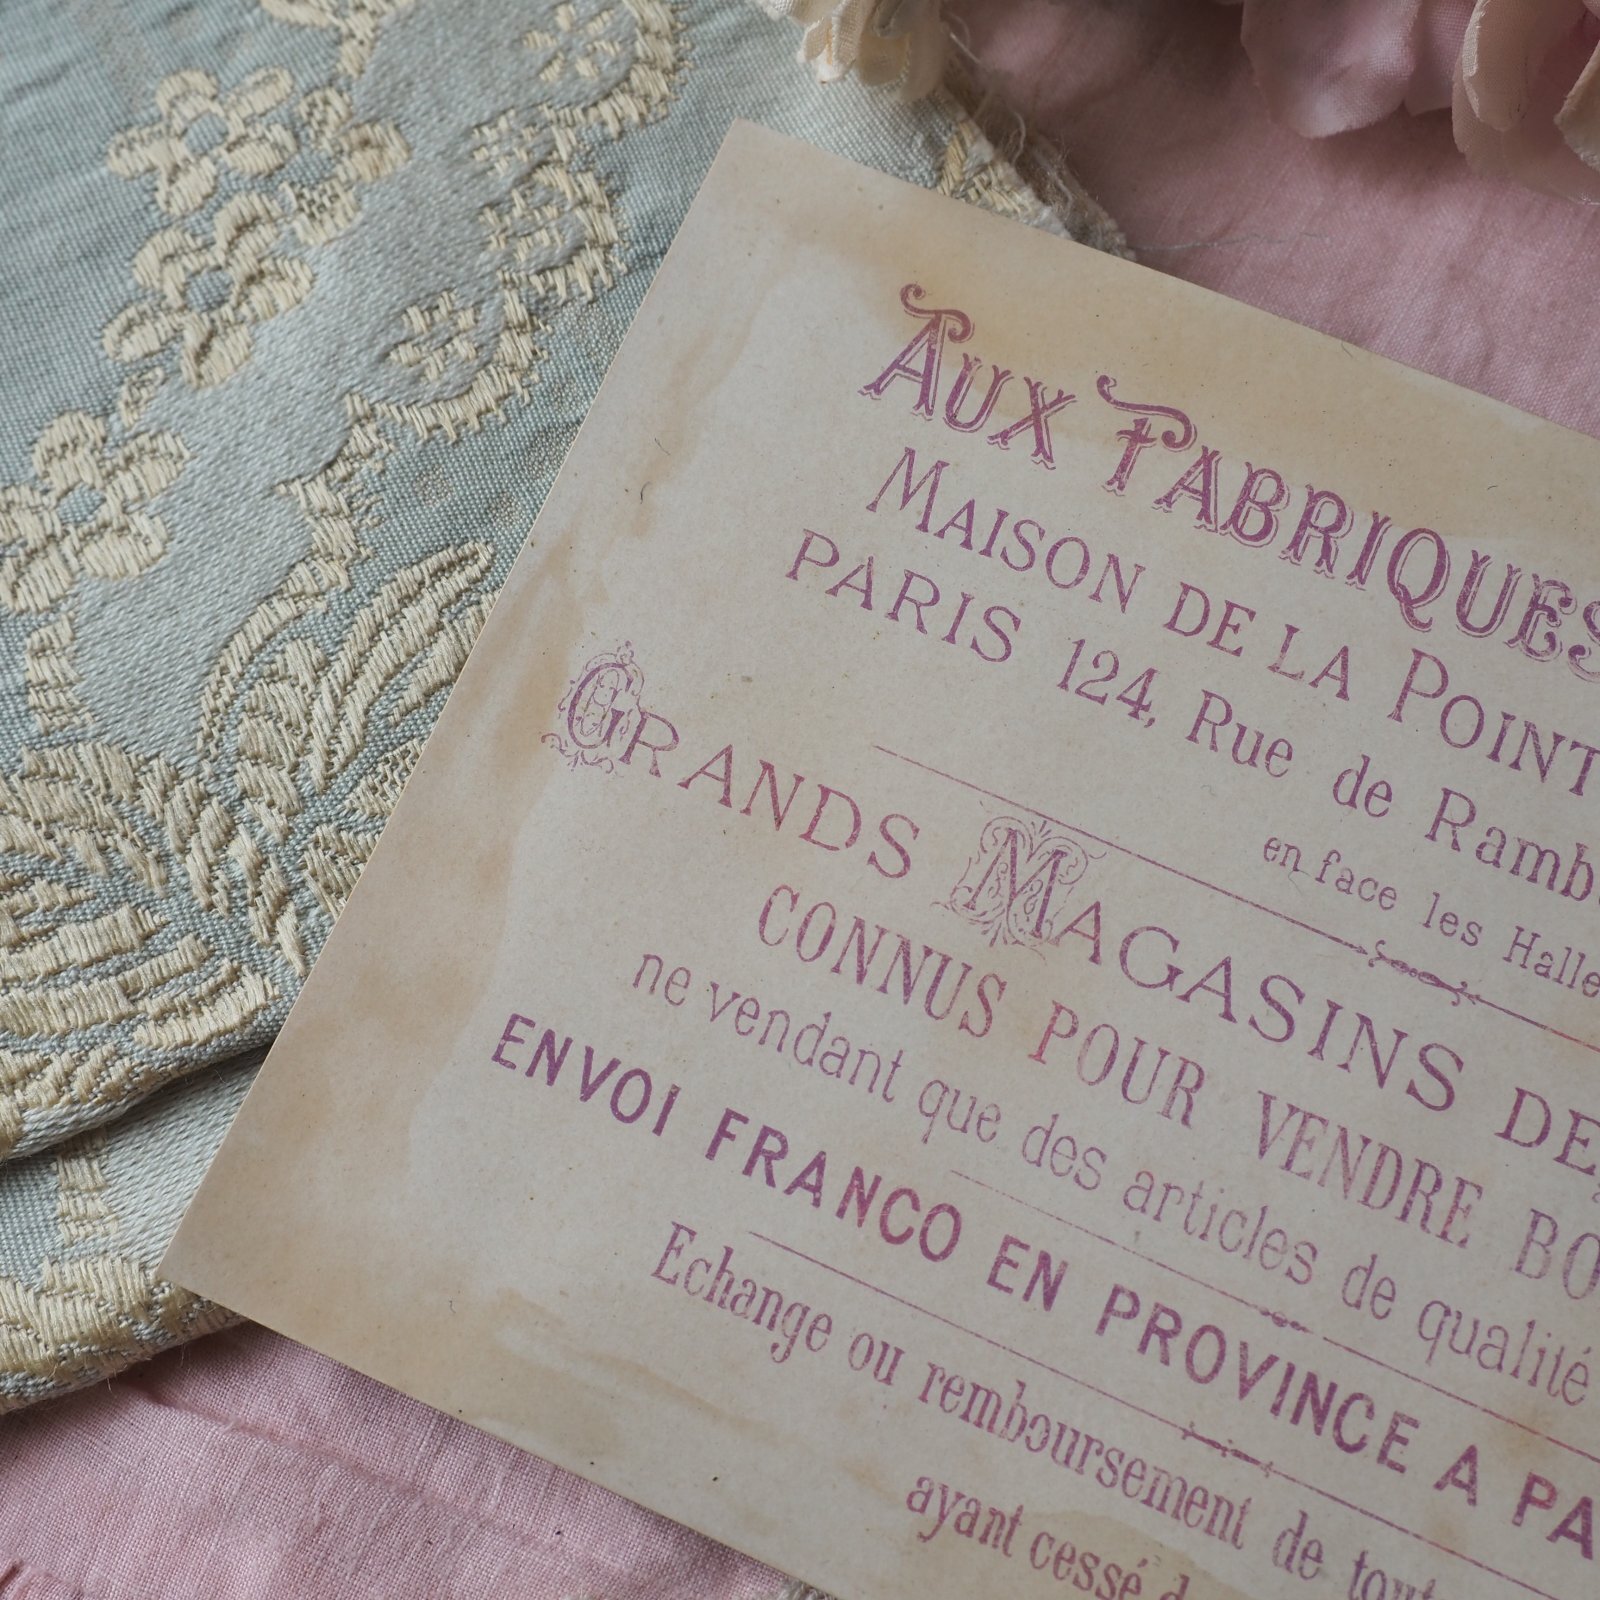 AUX FABRIQUES
MAISON DE LA POINT
PARIS 124, Rue de Ramb
en face les Halle
GRANDS MAGASINS DE
CONNUS POUR VENDRE BO
ne vendant que des articles de qualité
ENVOI FRANCO EN PROVINCE A PA
Echange ou remboursement de tout
ayant cessé d